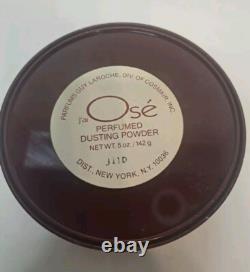 PARFUMS GUY LAROCHE, DIV. OF COSMAIR, INC.
J'ai Osé
PERFUMED
DUSTING POWDER
NET WT. 5 oz. / 142 g
J11D
DIST., NEW YORK, N.Y. 10036